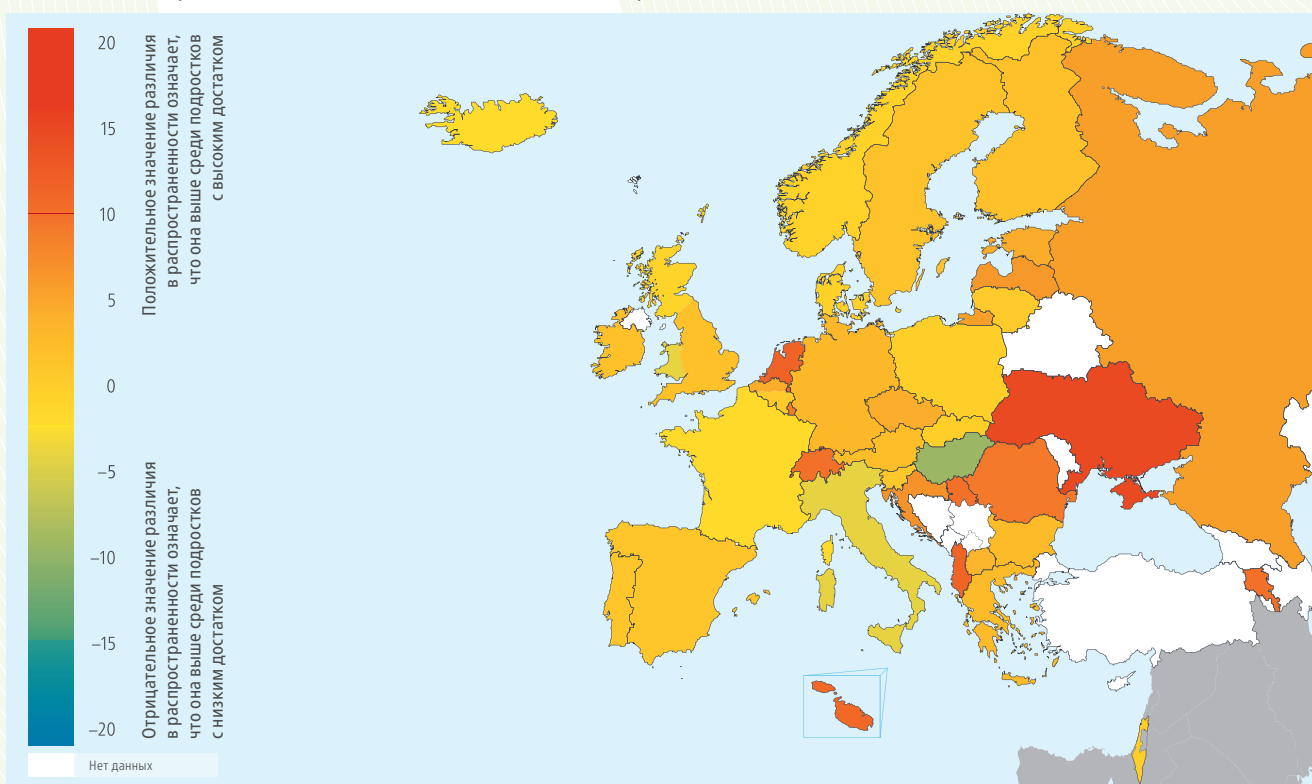 20
15
10
5
0
–5
–10
–15
–20
Положительное значение различия
в распространенности означает,
что она выше среди подростков
с высоким достатком
Отрицательное значение различия
в распространенности означает,
что она выше среди подростков
с низким достатком
Нет данных